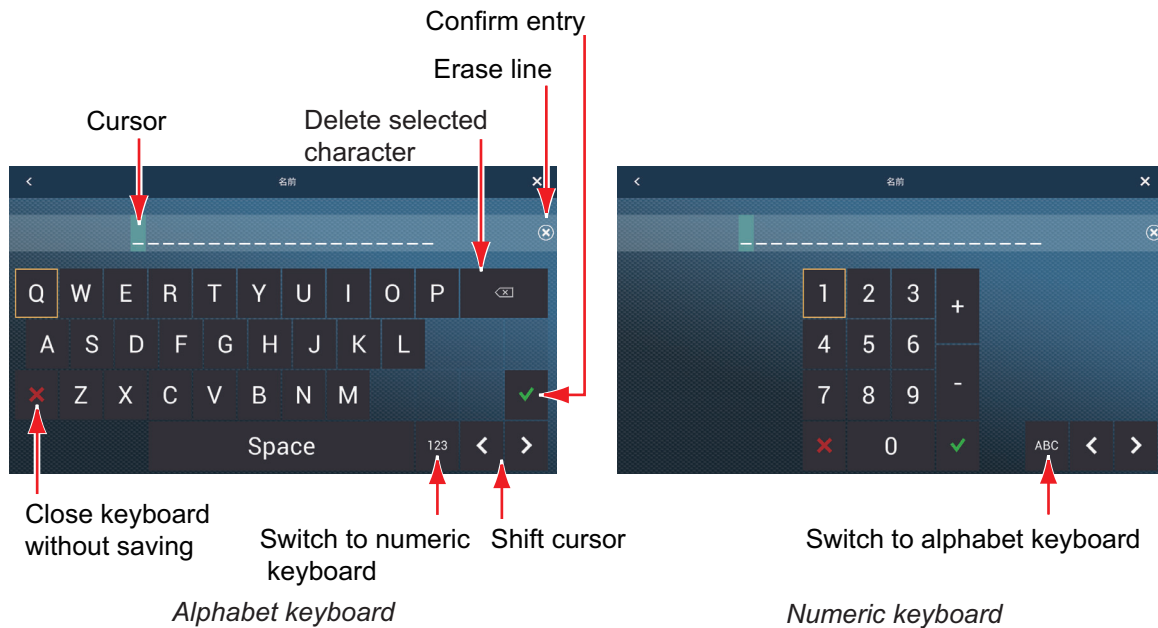 Confirm entry
Erase line
Cursor
Delete selected
character
名前
名前
Q W E R T Y U I O P
A S D F G H J K L
Z X C V B N M
Space 123
1 2 3 +
4 5 6
7 8 9 -
0 ABC
Close keyboard
without saving
Switch to numeric
keyboard
Shift cursor
Switch to alphabet keyboard
Alphabet keyboard
Numeric keyboard